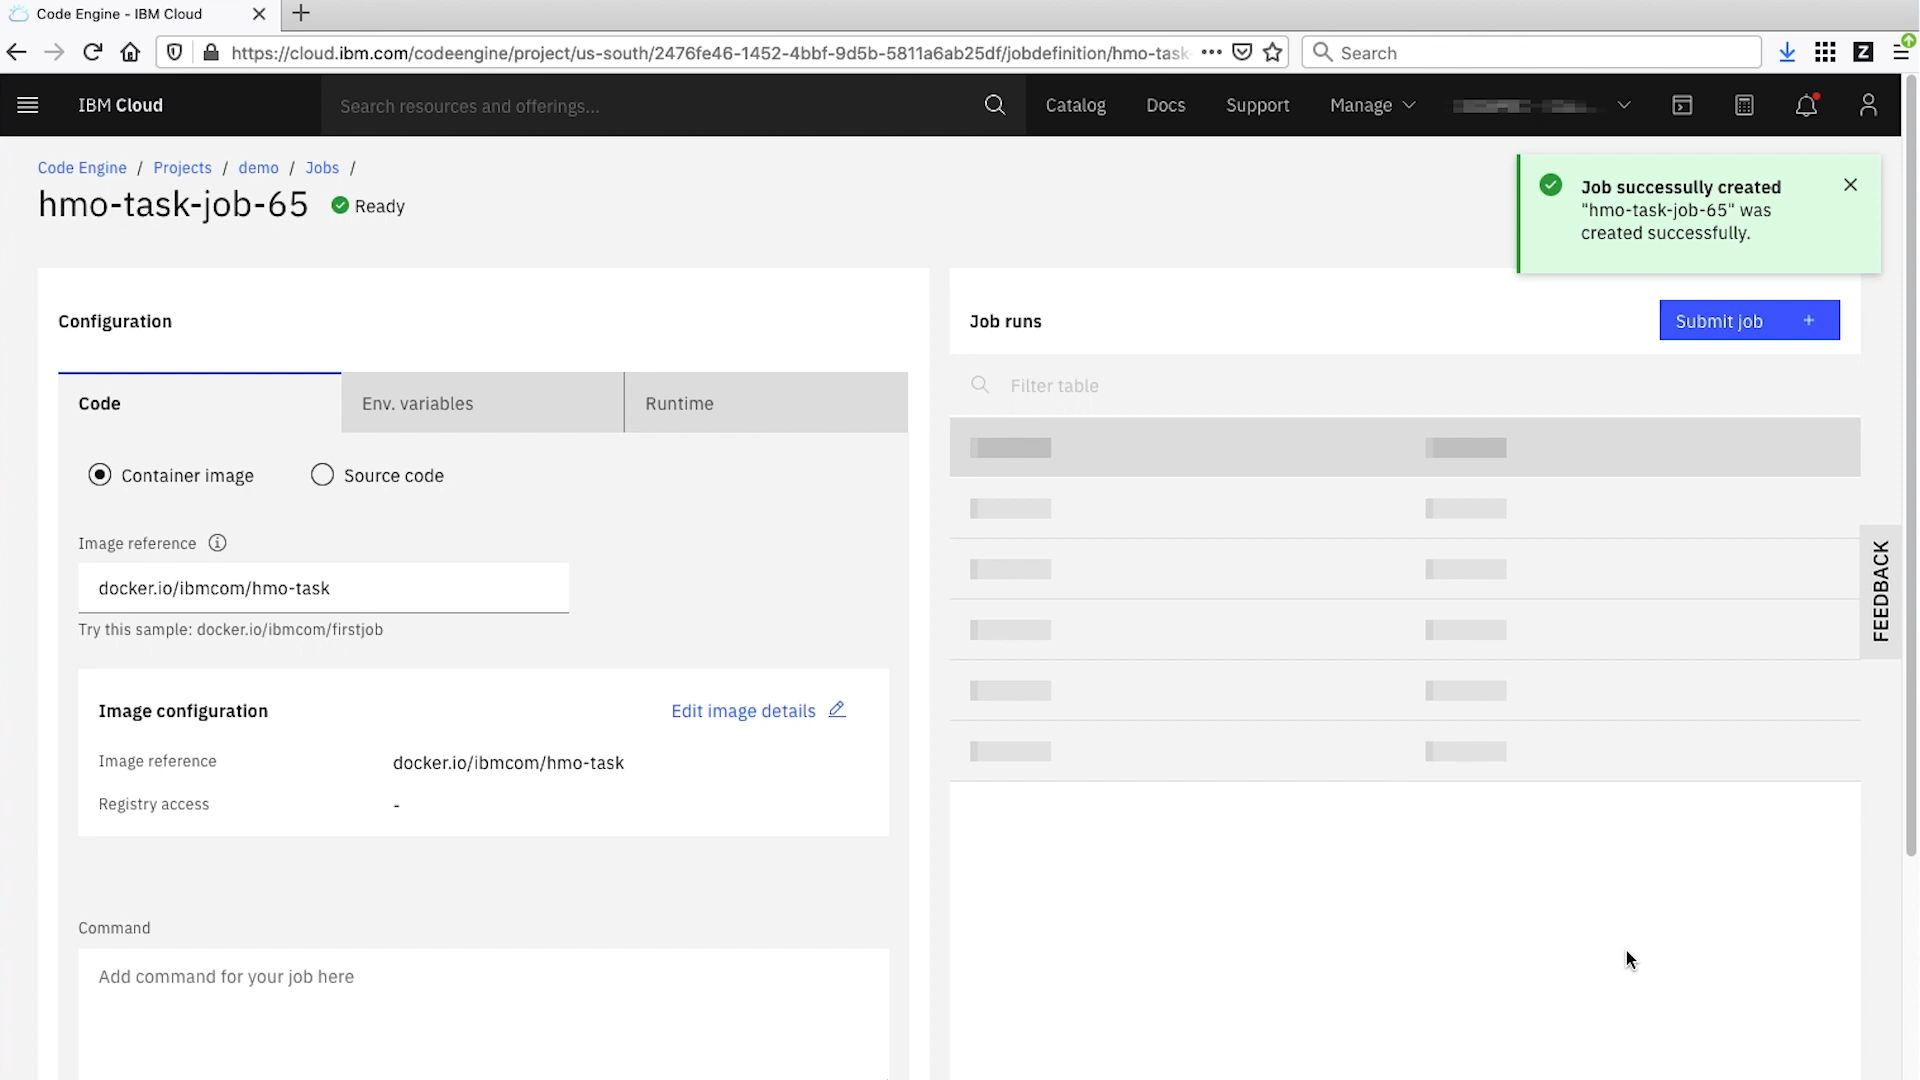 Code Engine - IBM Cloud
https://cloud.ibm.com/codeengine/project/us-south/2476fe46-1452-4bbf-9d5b-5811a6ab25df/jobdefinition/hmo-task-
Search
IBM Cloud
Search resources and offerings...
Catalog
Docs
Support
Manage
Code Engine / Projects / demo / Jobs /
hmo-task-job-65
Ready
Job successully created
"hmo-task-job-65" was
created successfully.
Configuration
Code
Env. variables
Runtime
Container image
Source code
Image reference
docker.io/ibmcom/hmo-task
Try this sample: docker.io/ibmcom/firstjob
Image configuration
Edit image details
Image reference
docker.io/ibmcom/hmo-task
Registry access
-
Command
Add command for your job here
Job runs
Submit job +
Filter table
FEEDBACK